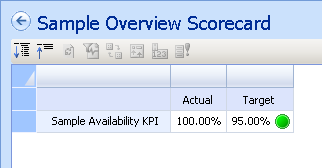 Sample Overview Scorecard
Actual Target
Sample Availability KPI 100.00% 95.00%